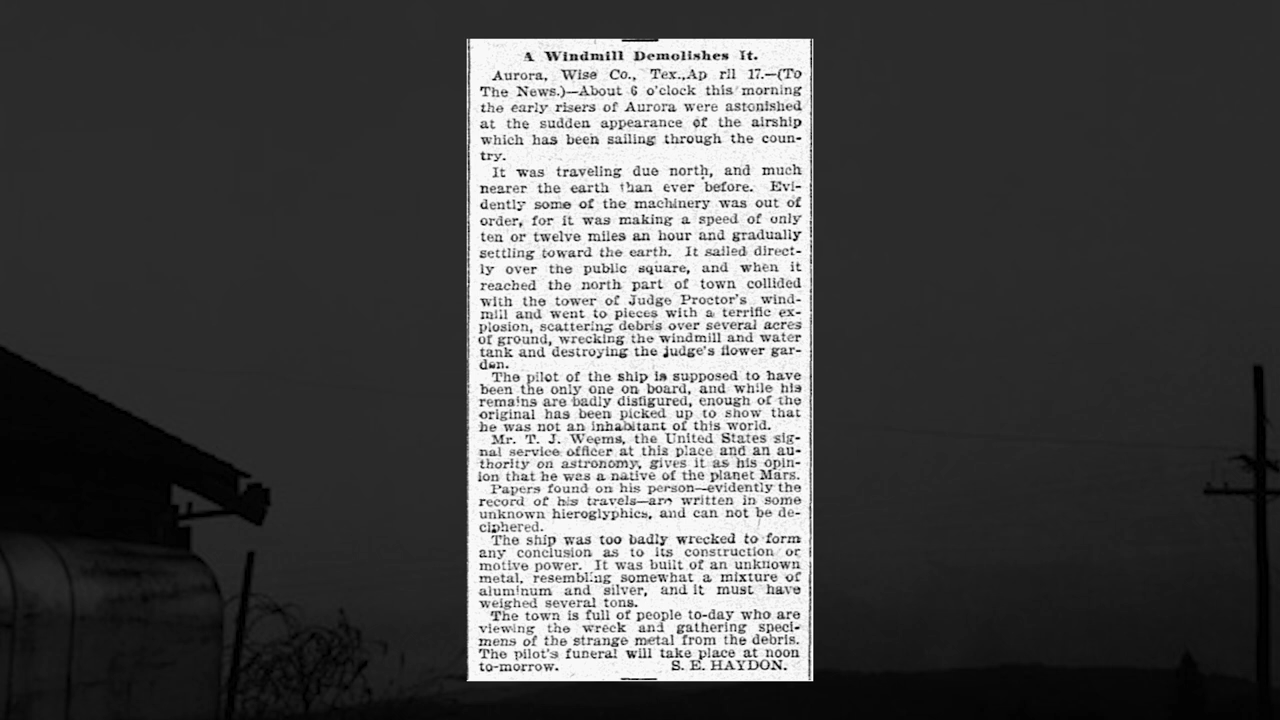 A Windmill Demolishes It.
Aurora, Wise Co., Tex.,Ap ril 17.—(To
The News.)—About 6 o'clock this morning
the early risers of Aurora were astonished
at the sudden appearance of the airship
which has been sailing through the coun-
try.
It was traveling due north, and much
nearer the earth than ever before. Evi-
dently some of the machinery was out of
order, for it was making a speed of only
ten or twelve miles an hour and gradually
settling toward the earth. It sailed direct-
ly over the public square, and when it
reached the north part of town collided
with the tower of Judge Proctor's wind-
mill and went to pieces with a terrific ex-
plosion, scattering debris over several acres
of ground, wrecking the windmill and water
tank and destroying the judge's flower gar-
den.
The pilot of the ship is supposed to have
been the only one on board, and while his
remains are badly disfigured, enough of the
original has been picked up to show that
he was not an inhabitant of this world.
Mr. T. J. Weems, the United States sig-
nal service officer at this place and an au-
thority on astronomy, gives it as his opin-
ion that he was a native of the planet Mars.
Papers found on his person—evidently the
record of his travels—are written in some
unknown hieroglyphics, and can not be de-
ciphered.
The ship was too badly wrecked to form
any conclusion as to its construction or
motive power. It was built of an unknown
metal, resembling somewhat a mixture of
aluminum and silver, and it must have
weighed several tons.
The town is full of people to-day who are
viewing the wreck and gathering speci-
mens of the strange metal from the debris.
The pilot's funeral will take place at noon
to-morrow. S. E. HAYDON.